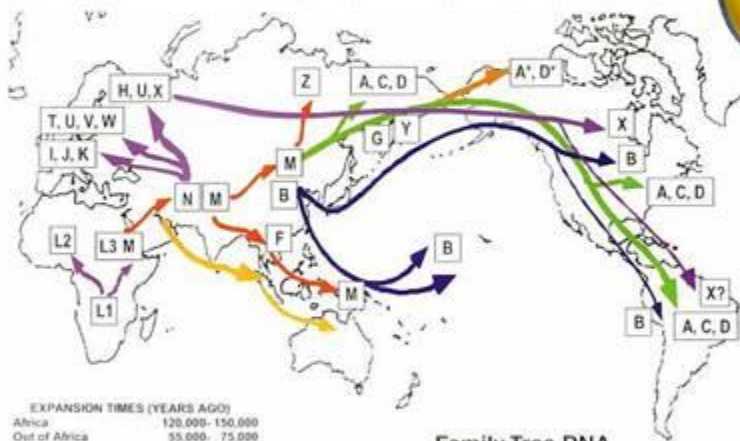 H, U, X
Z
A, C, D
A*, D*
T, U, V, W
I, J, K
G
Y
X
M
B
N
M
B
A, C, D
L2
L3 M
F
B
L1
M
X?
B
A, C, D
EXPANSION TIMES (YEARS AGO)
Africa 120,000- 150,000
Out of Africa 55,000- 75,000
Family Tree DNA